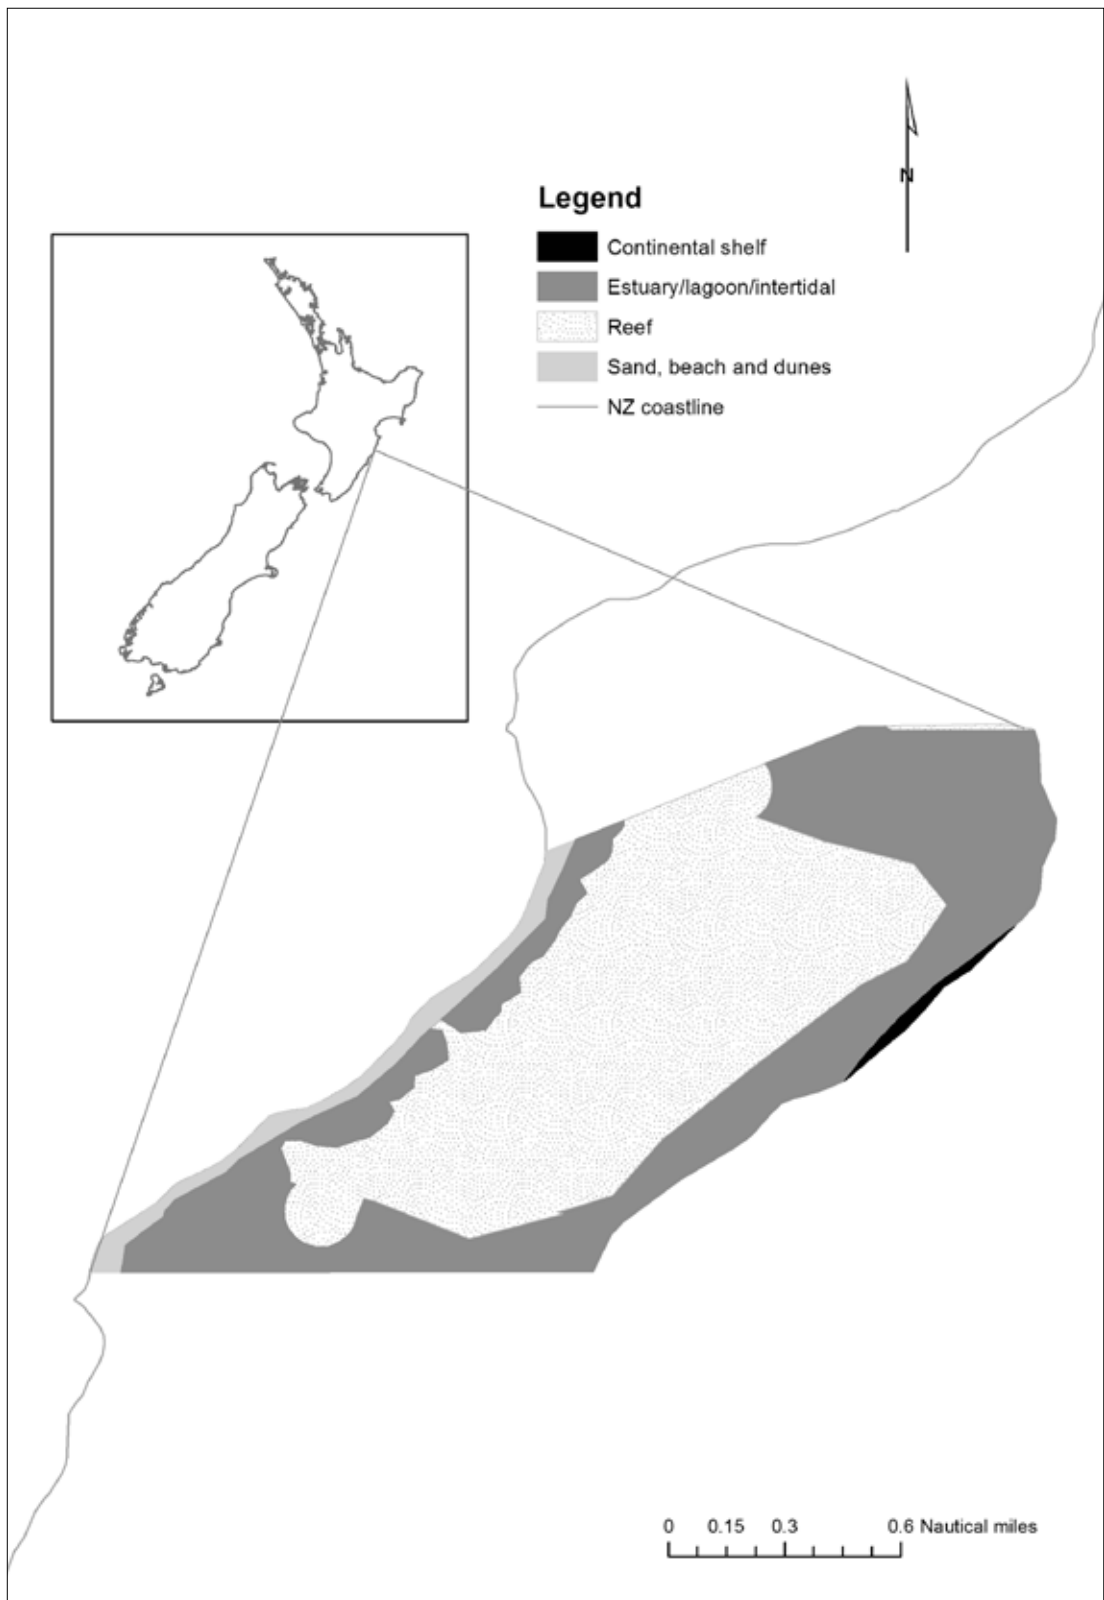 N
Legend
Continental shelf
Estuary/lagoon/intertidal
Reef
Sand, beach and dunes
NZ coastline
0 0.15 0.3 0.6 Nautical miles